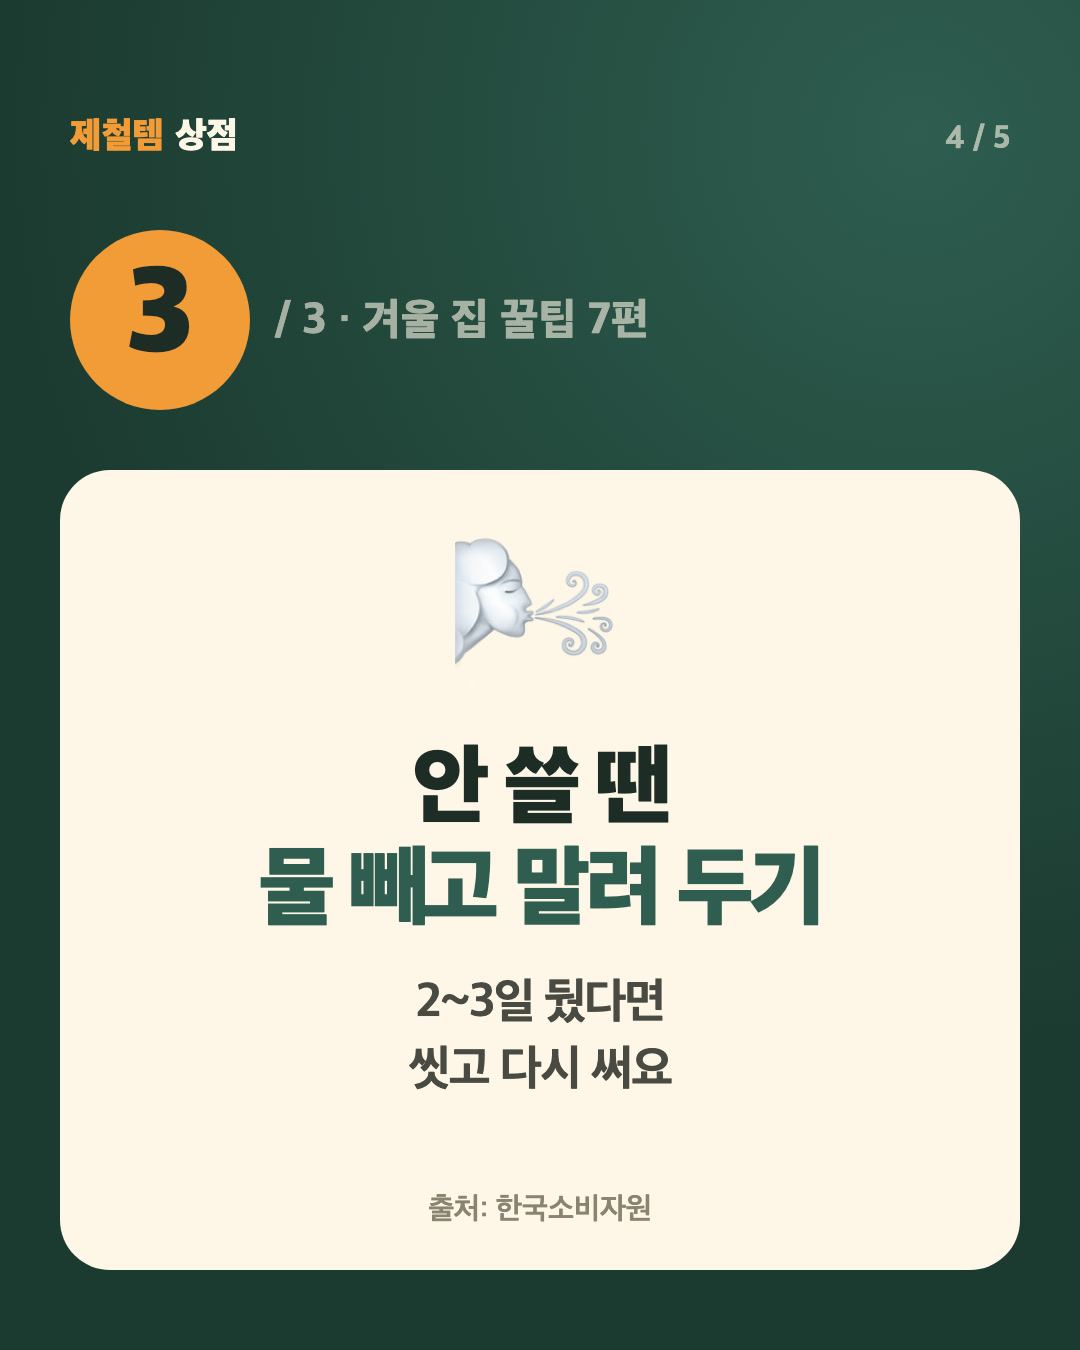 제철템 상점
4 / 5
3 / 3 · 겨울 집 꿀팁 7편
안 쓸 땐
물 빼고 말려 두기
2~3일 뒀다면
씻고 다시 써요
출처: 한국소비자원